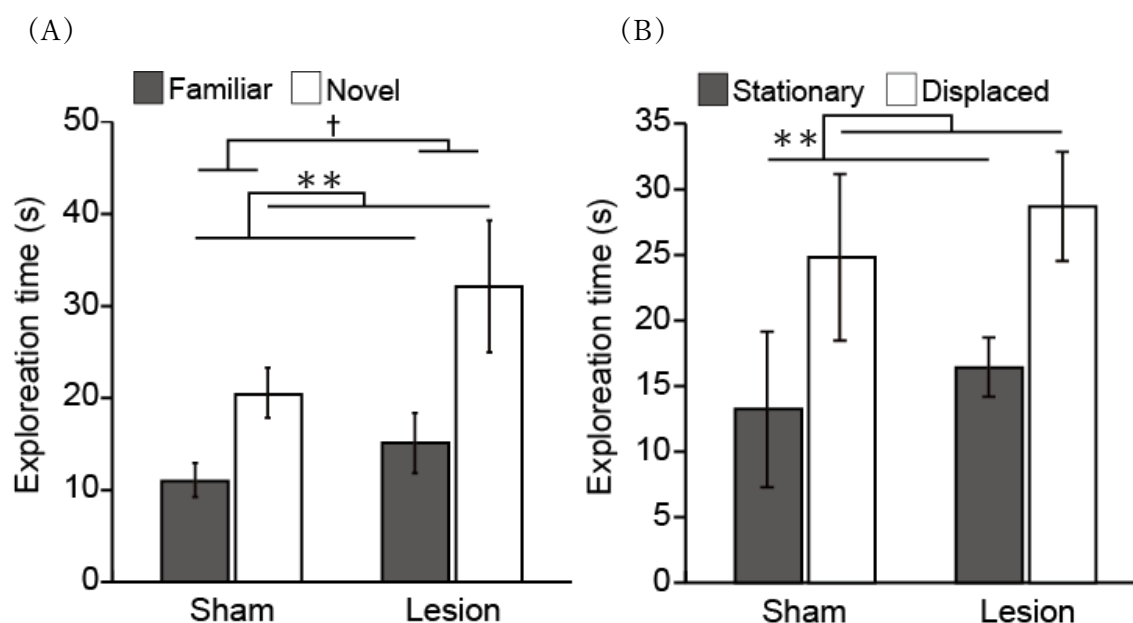 (A)
Familiar Novel
Exploreation time (s)
50
40
30
20
10
0
†
**
Sham Lesion
(B)
Stationary Displaced
Exploreation time (s)
35
30
25
20
15
10
5
0
**
Sham Lesion